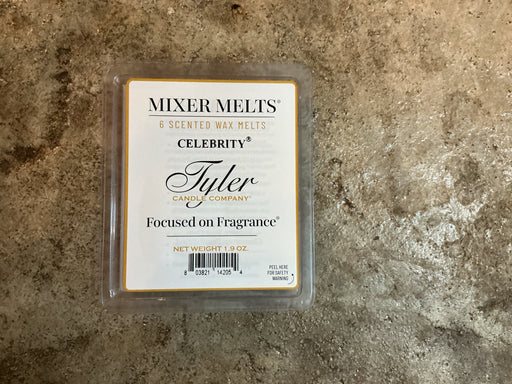 MIXER MELTS®
6 SCENTED WAX MELTS
CELEBRITY®
Tyler
CANDLE COMPANY®
Focused on Fragrance®
NET WEIGHT 1.9 OZ.
8 03821 14205 4
PEEL HERE
FOR SAFETY
WARNING